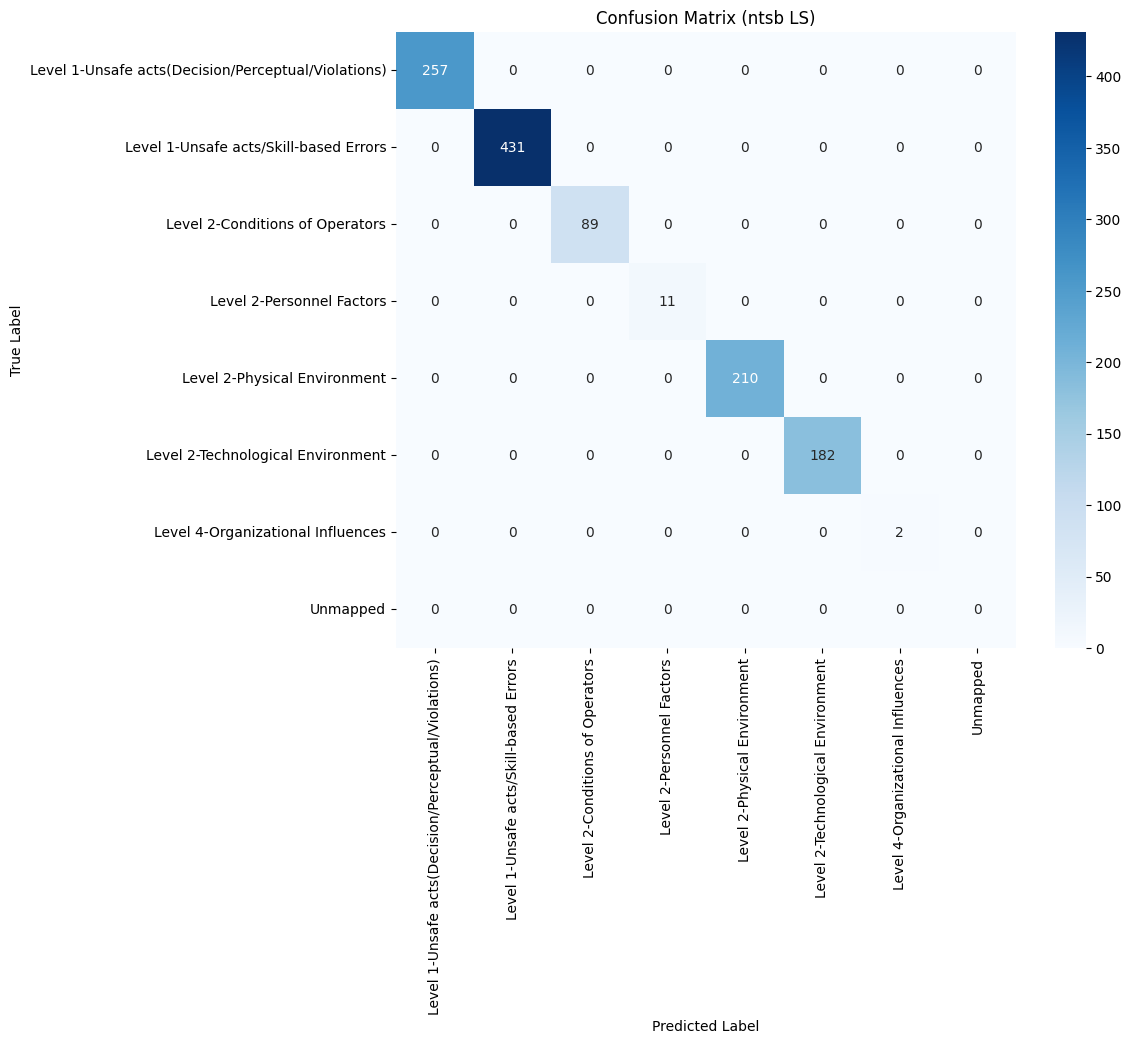 Confusion Matrix (ntsb LS)
True Label
Level 1-Unsafe acts(Decision/Perceptual/Violations) 257 0 0 0 0 0 0 0
Level 1-Unsafe acts/Skill-based Errors 0 431 0 0 0 0 0 0
Level 2-Conditions of Operators 0 0 89 0 0 0 0 0
Level 2-Personnel Factors 0 0 0 11 0 0 0 0
Level 2-Physical Environment 0 0 0 0 210 0 0 0
Level 2-Technological Environment 0 0 0 0 0 182 0 0
Level 4-Organizational Influences 0 0 0 0 0 0 2 0
Unmapped 0 0 0 0 0 0 0 0
Level 1-Unsafe acts(Decision/Perceptual/Violations)
Level 1-Unsafe acts/Skill-based Errors
Level 2-Conditions of Operators
Level 2-Personnel Factors
Level 2-Physical Environment
Level 2-Technological Environment
Level 4-Organizational Influences
Unmapped
Predicted Label
400
350
300
250
200
150
100
50
0